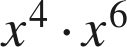 x⁴ · x⁶